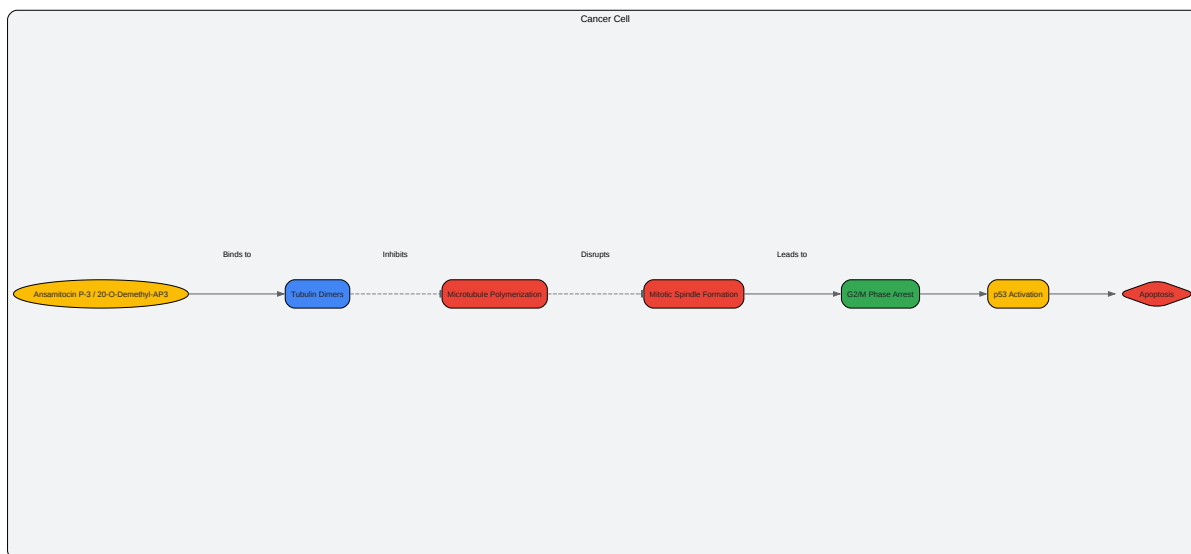 Cancer Cell
Binds to
Inhibits
Disrupts
Leads to
Ansamitocin P-3 / 20-O-Demethyl-AP3
Tubulin Dimers
Microtubule Polymerization
Mitotic Spindle Formation
G2/M Phase Arrest
p53 Activation
Apoptosis